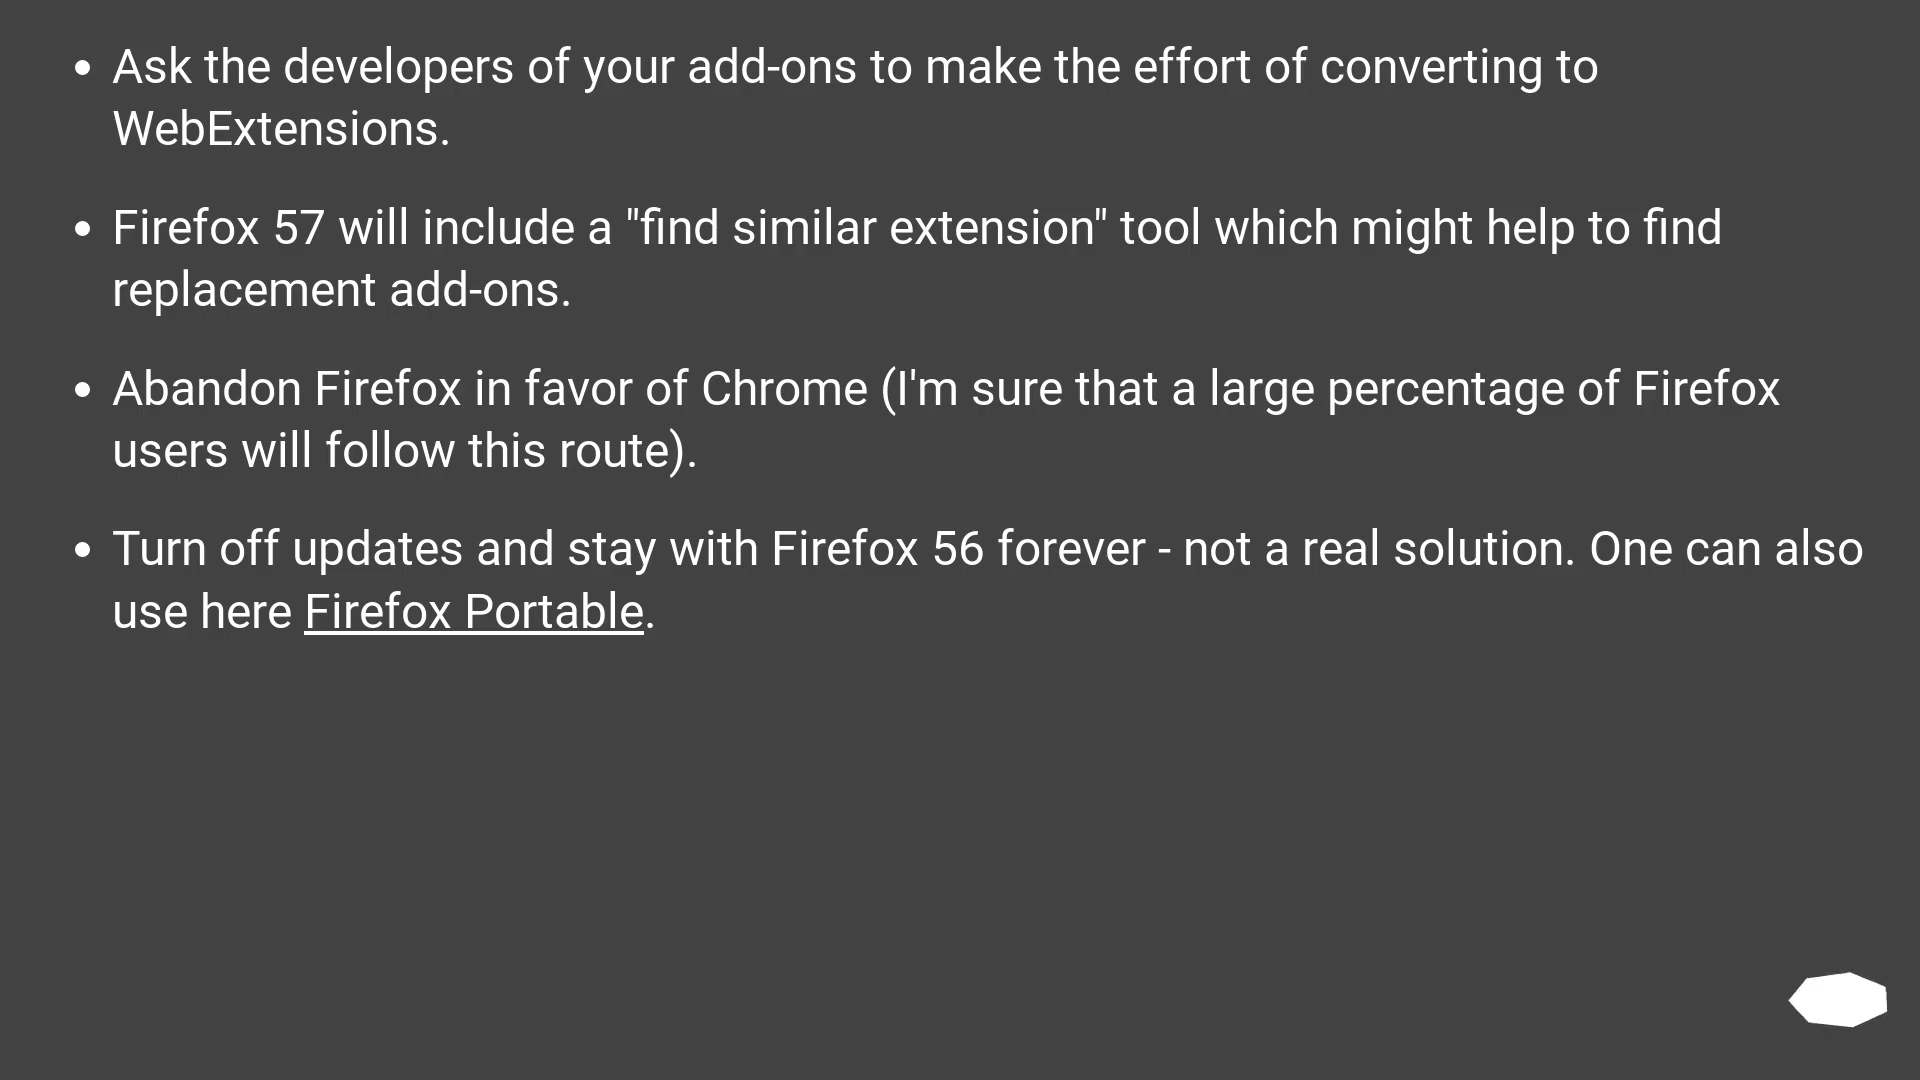 • Ask the developers of your add-ons to make the effort of converting to
WebExtensions.
• Firefox 57 will include a "find similar extension" tool which might help to find
replacement add-ons.
• Abandon Firefox in favor of Chrome (I'm sure that a large percentage of Firefox
users will follow this route).
• Turn off updates and stay with Firefox 56 forever - not a real solution. One can also
use here Firefox Portable.